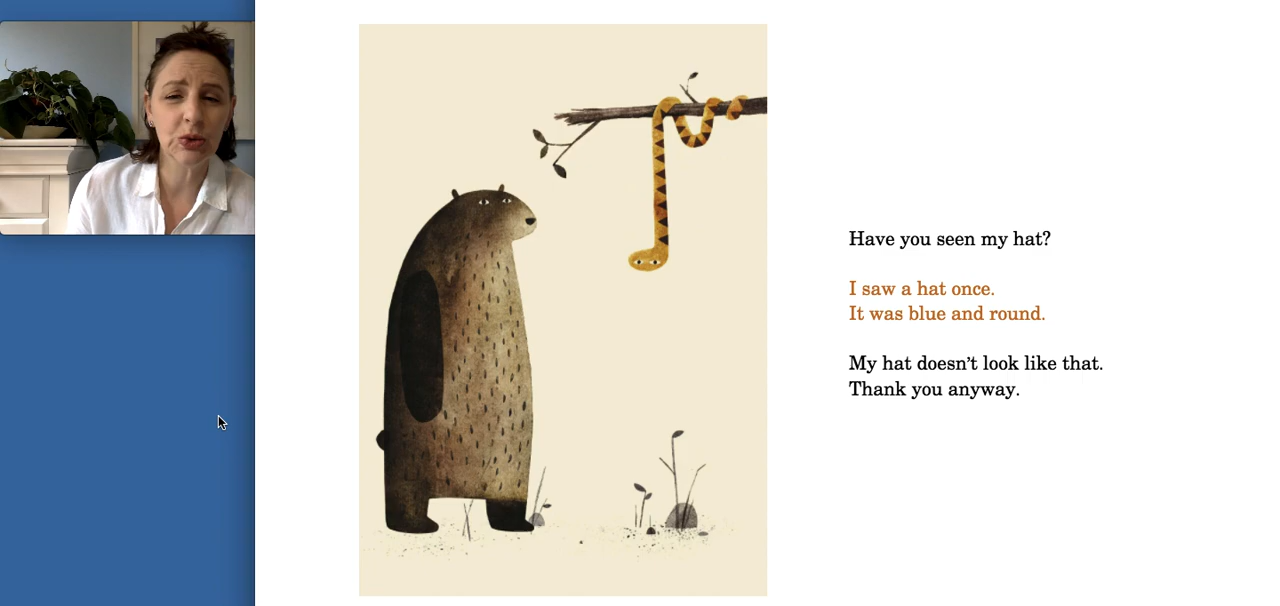 Have you seen my hat?
I saw a hat once.
It was blue and round.
My hat doesn't look like that.
Thank you anyway.